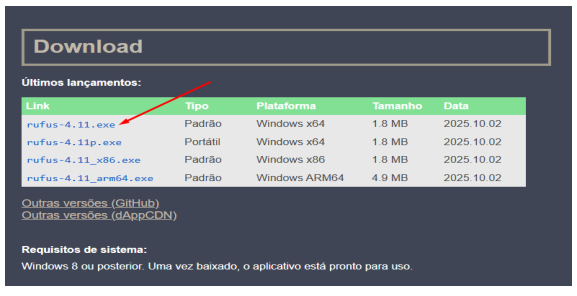 Download
Últimos lançamentos:
Link Tipo Plataforma Tamanho Data
rufus-4.11.exe Padrão Windows x64 1.8 MB 2025.10.02
rufus-4.11p.exe Portátil Windows x64 1.8 MB 2025.10.02
rufus-4.11_x86.exe Padrão Windows x86 1.8 MB 2025.10.02
rufus-4.11_arm64.exe Padrão Windows ARM64 4.9 MB 2025.10.02
Outras versões (GitHub)
Outras versões (dAppCDN)
Requisitos de sistema:
Windows 8 ou posterior. Uma vez baixado, o aplicativo está pronto para uso.